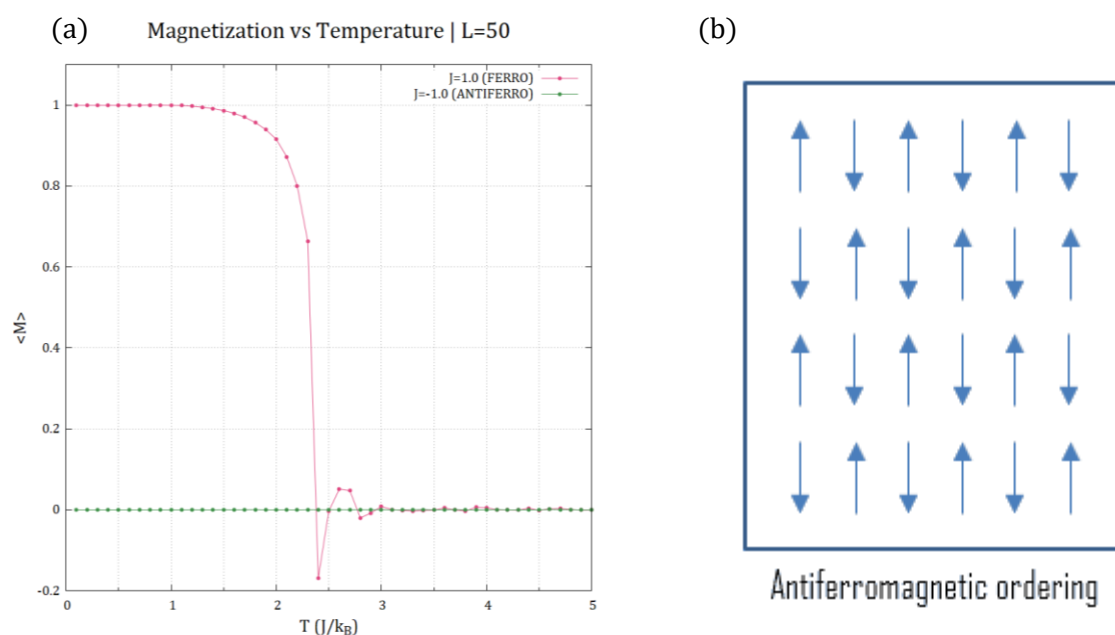 (a)
Magnetization vs Temperature | L=50
(b)
J=1.0 (FERRO)
J=-1.0 (ANTIFERRO)
1
0.8
0.6
0.4
0.2
0
-0.2
<M>
0
1
2
3
4
5
T (J/kB)
Antiferromagnetic ordering